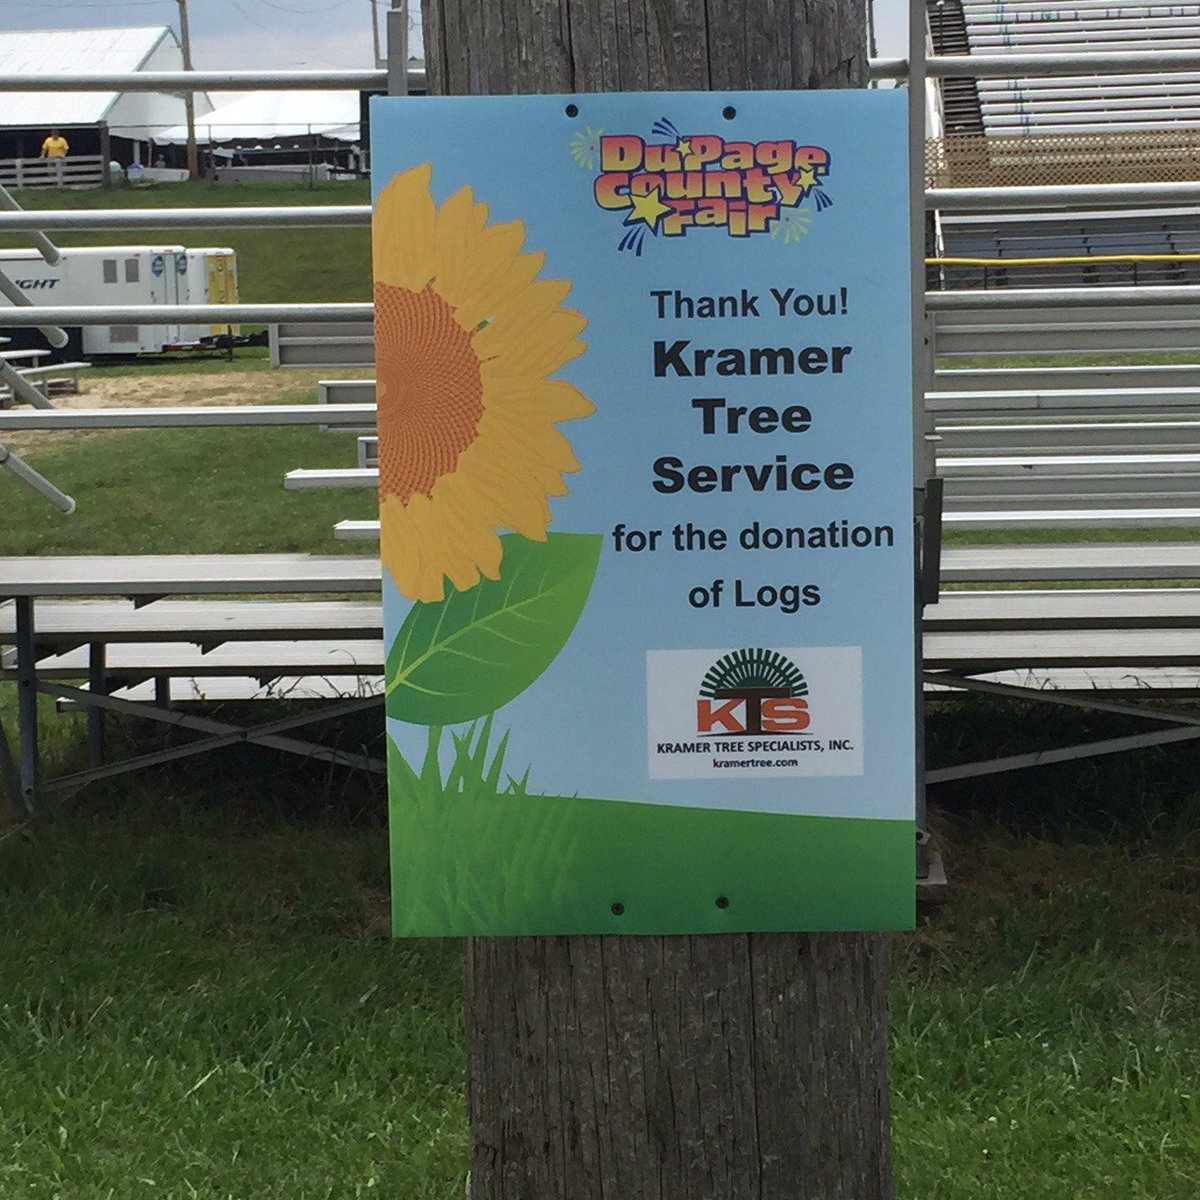 DuPage
County
Fair
Thank You!
Kramer
Tree
Service
for the donation
of Logs
KTS
KRAMER TREE SPECIALISTS, INC.
kramertree.com